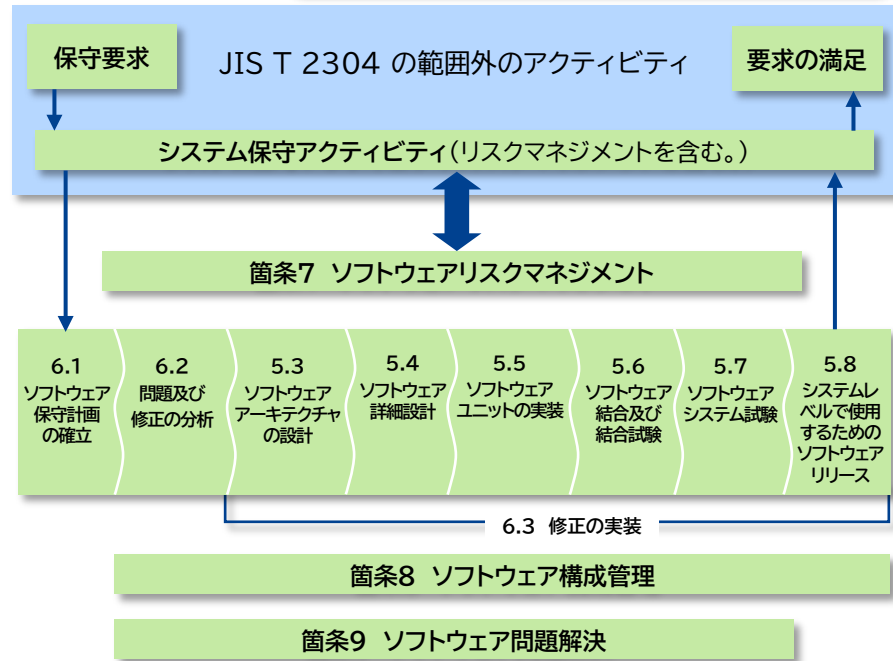 保守要求
JIS T 2304 の範囲外のアクティビティ
要求の満足
システム保守アクティビティ(リスクマネジメントを含む。)
箇条7 ソフトウェアリスクマネジメント
6.1
ソフトウェア
保守計画
の確立
6.2
問題及び
修正の分析
5.3
ソフトウェア
アーキテクチャ
の設計
5.4
ソフトウェア
詳細設計
5.5
ソフトウェア
ユニットの実装
5.6
ソフトウェア
結合及び
結合試験
5.7
ソフトウェア
システム試験
5.8
システムレ
ベルで使用
するための
ソフトウェア
リリース
6.3 修正の実装
箇条8 ソフトウェア構成管理
箇条9 ソフトウェア問題解決